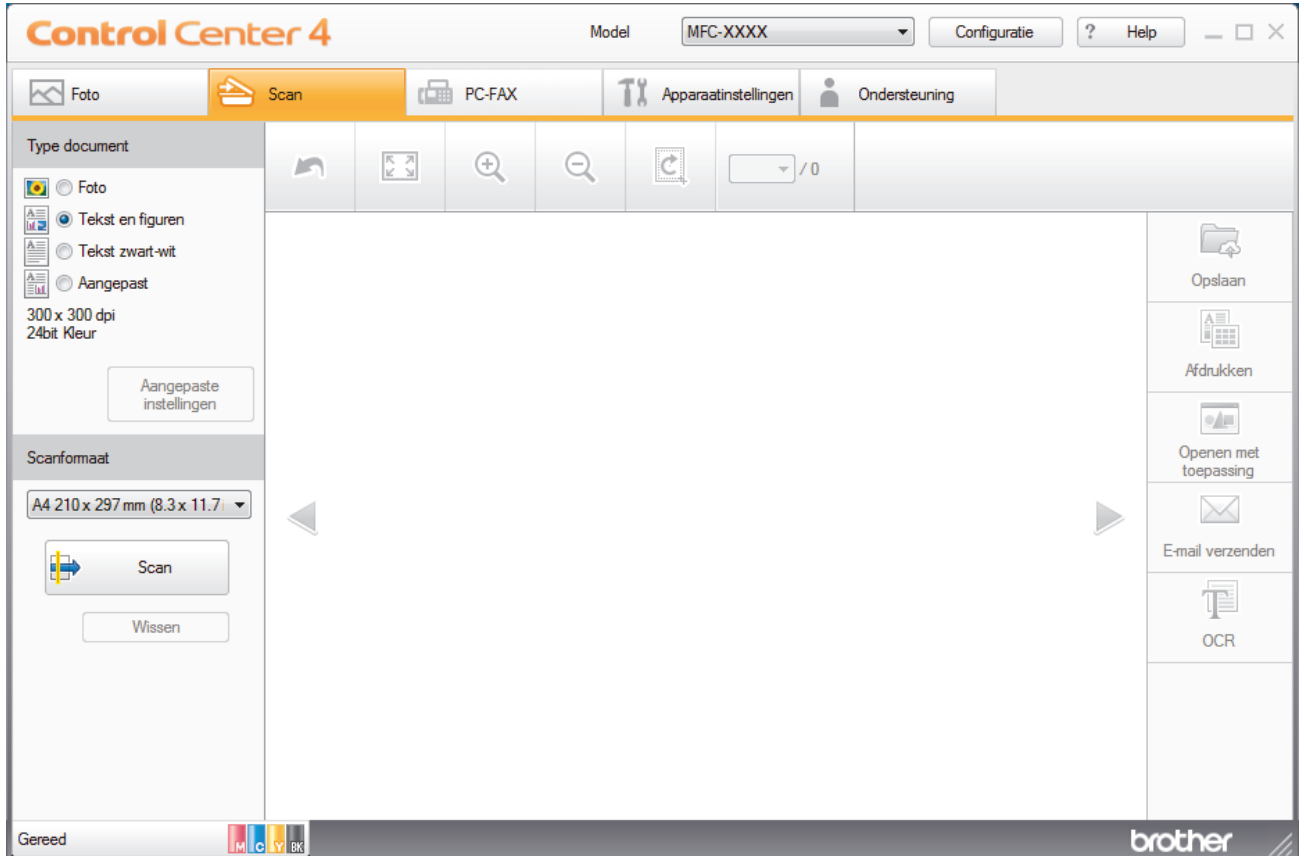 Control Center 4
Model
MFC-XXXX
Configuratie
? Help
Foto
Scan
PC-FAX
Apparaatinstellingen
Ondersteuning
Type document
Foto
Tekst en figuren
Tekst zwart-wit
Aangepast
300 x 300 dpi
24bit Kleur
Aangepaste
instellingen
Scanformaat
A4 210 x 297 mm (8.3 x 11.7
Scan
Wissen
/ 0
Opslaan
Afdrukken
Openen met
toepassing
E-mail verzenden
OCR
Gereed
M C Y BK
brother